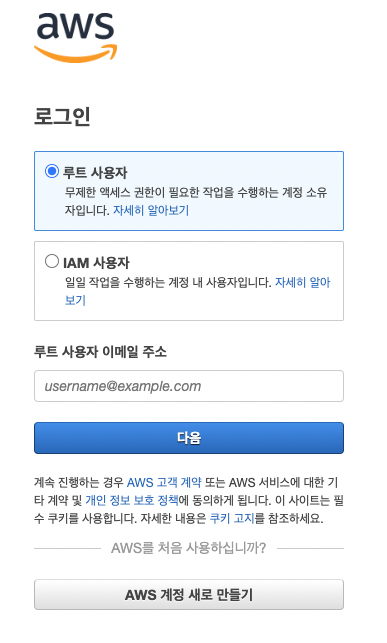 aws
로그인
루트 사용자
무제한 액세스 권한이 필요한 작업을 수행하는 계정 소유
자입니다. 자세히 알아보기
IAM 사용자
일일 작업을 수행하는 계정 내 사용자입니다. 자세히 알아
보기
루트 사용자 이메일 주소
username@example.com
다음
계속 진행하는 경우 AWS 고객 계약 또는 AWS 서비스에 대한 기
타 계약 및 개인 정보 보호 정책에 동의하게 됩니다. 이 사이트는 필
수 쿠키를 사용합니다. 자세한 내용은 쿠키 고지를 참조하세요.
AWS를 처음 사용하십니까?
AWS 계정 새로 만들기